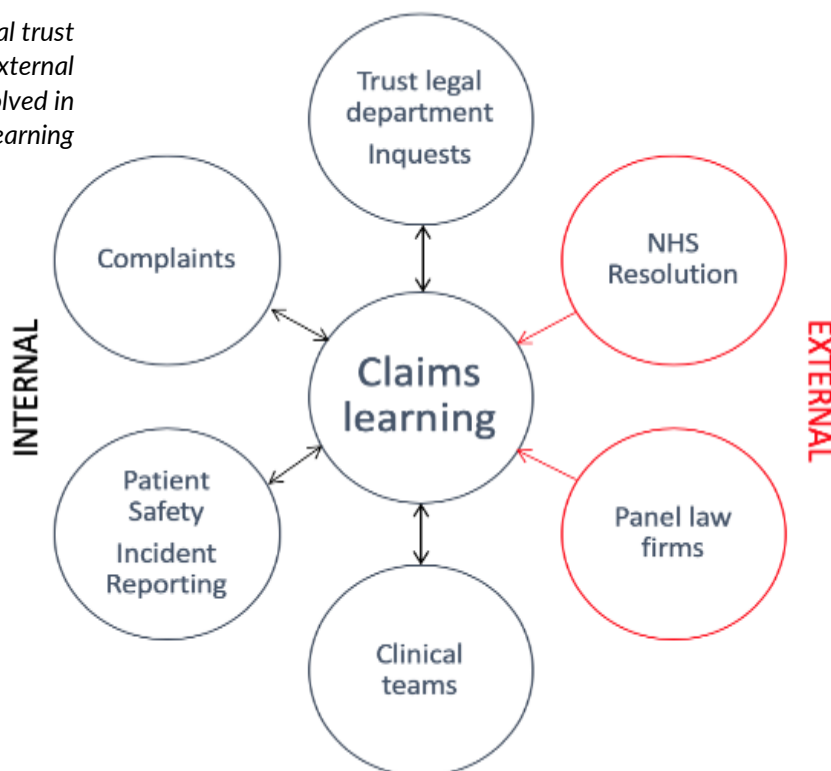 al trust
xternal
olved in
earning
Trust legal
department
Inquests
Complaints
NHS
Resolution
INTERNAL
Claims
learning
EXTERNAL
Patient
Safety
Incident
Reporting
Panel law
firms
Clinical
teams